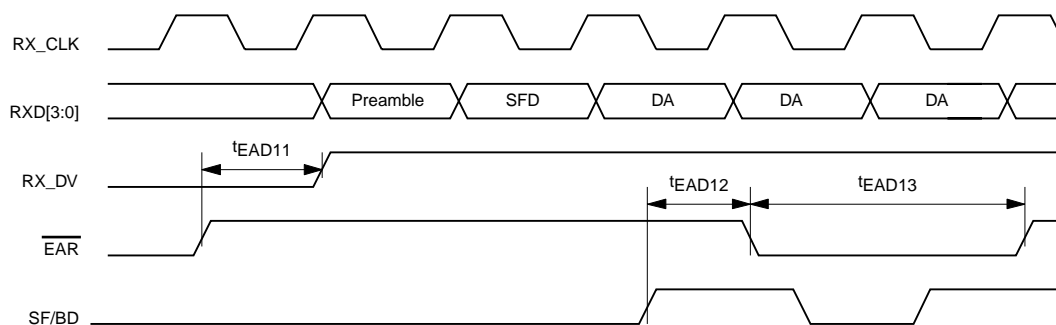 RX_CLK
RXD[3:0]
Preamble
SFD
DA
DA
DA
tEAD11
RX_DV
tEAD12
tEAD13
EAR
SF/BD